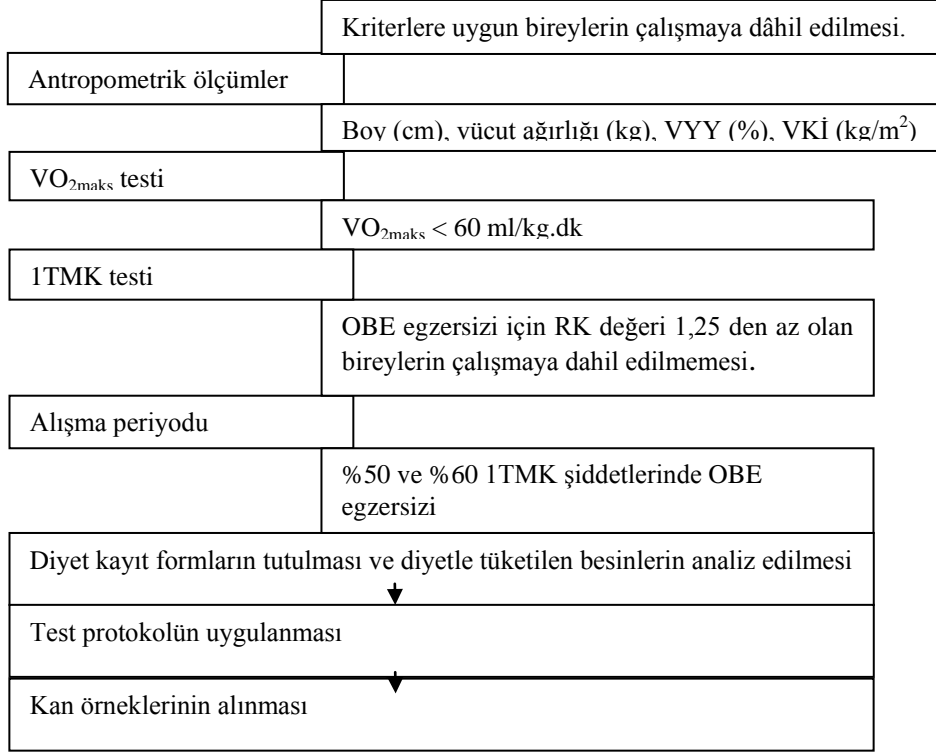 Kriterlere uygun bireylerin çalışmaya dâhil edilmesi.
Antropometrik ölçümler
Boy (cm), vücut ağırlığı (kg), VYY (%), VKİ (kg/m²)
VO₂maks testi
VO₂maks < 60 ml/kg.dk
1TMK testi
OBE egzersizi için RK değeri 1,25 den az olan
bireylerin çalışmaya dahil edilmemesi.
Alışma periyodu
%50 ve %60 1TMK şiddetlerinde OBE
egzersizi
Diyet kayıt formların tutulması ve diyetle tüketilen besinlerin analiz edilmesi
Test protokolün uygulanması
Kan örneklerinin alınması